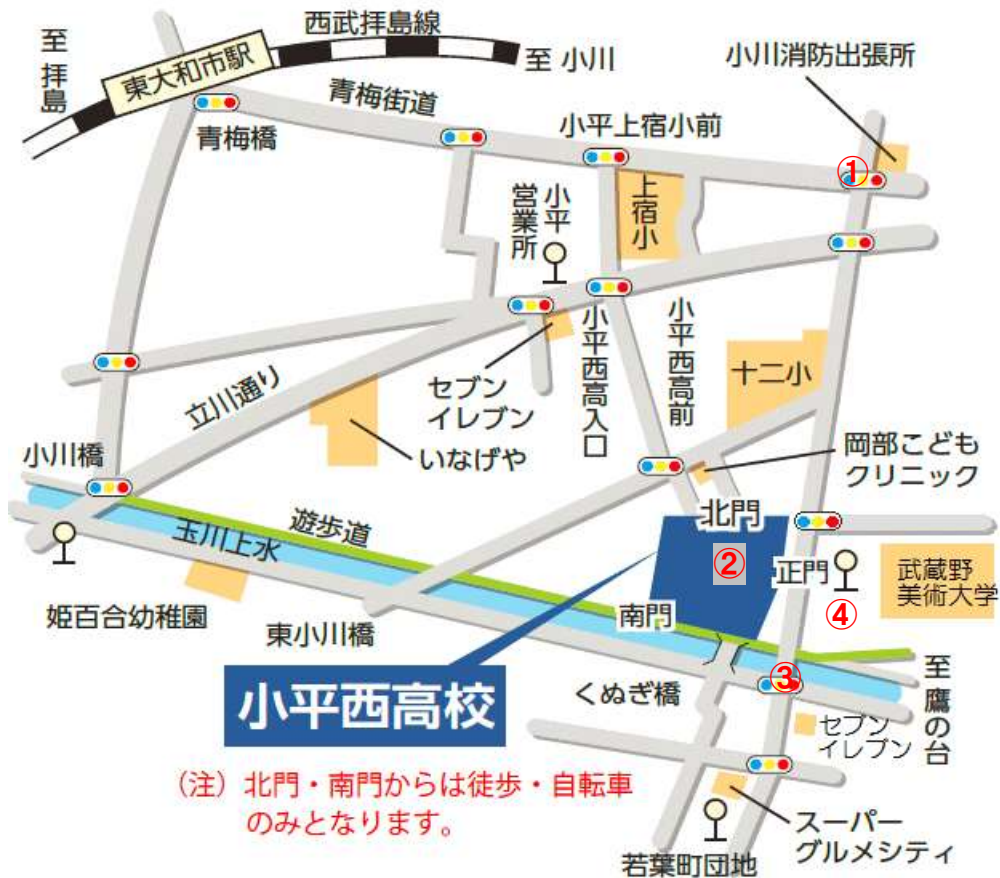 西武拝島線
至 拝島
東大和市駅
至 小川
小川消防出張所
青梅街道
青梅橋
小平上宿小前
①
小平
営業所
上宿小
小平西高入口
小平西高前
十二小
セブン
イレブン
立川通り
いなげや
岡部こども
クリニック
小川橋
遊歩道
玉川上水
北門
②
正門
武蔵野
美術大学
④
姫百合幼稚園
東小川橋
南門
③
至 鷹の台
小平西高校
くぬぎ橋
セブン
イレブン
(注) 北門・南門からは徒歩・自転車
のみとなります。
スーパー
グルメシティ
若葉町団地